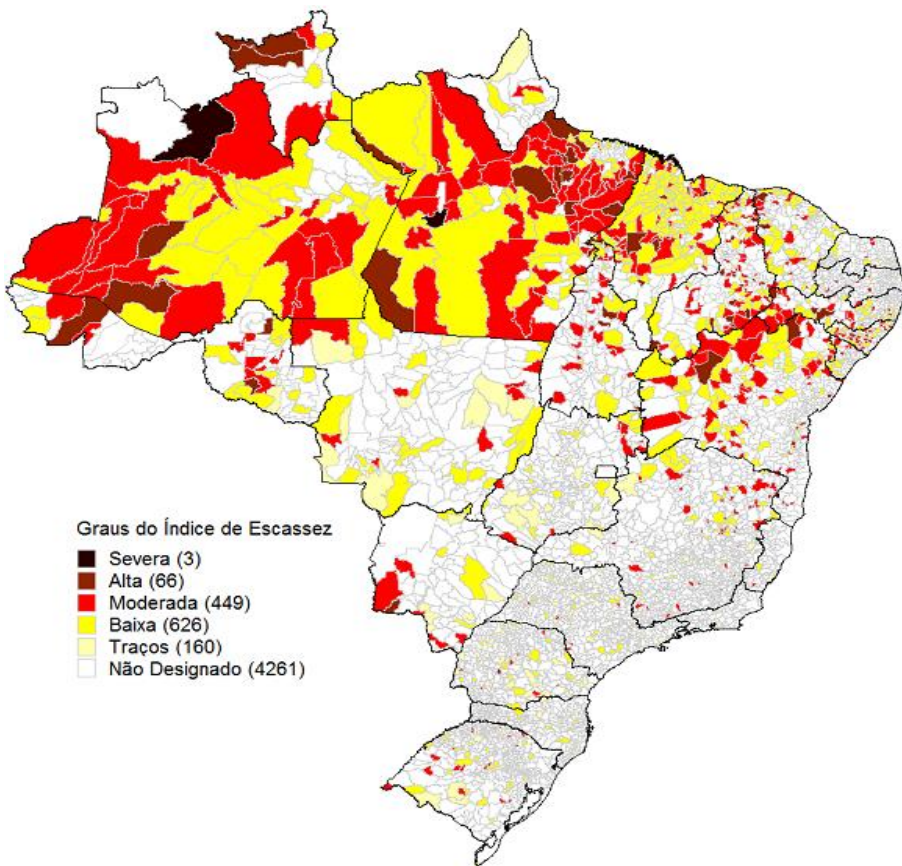 Graus do Índice de Escassez
Severa (3)
Alta (66)
Moderada (449)
Baixa (626)
Traços (160)
Não Designado (4261)